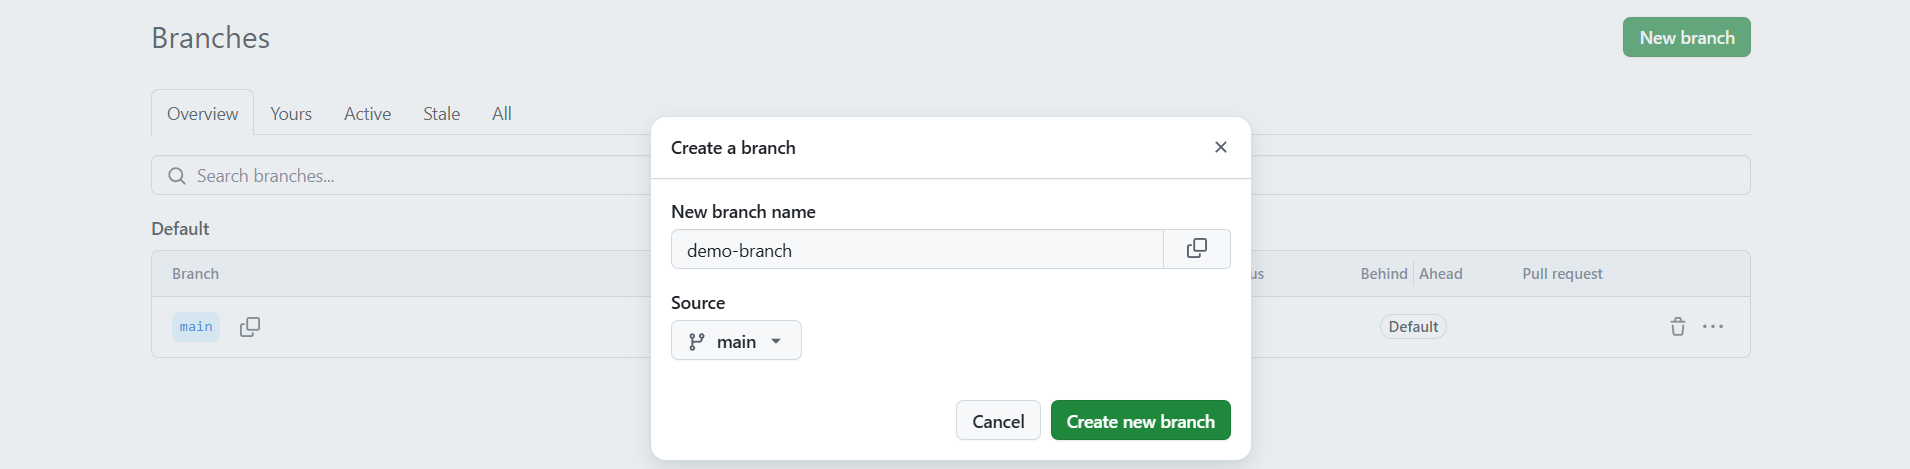 Branches
New branch
Overview Yours Active Stale All
Search branches...
Default
Branch Behind Ahead Pull request
main Default
Create a branch
New branch name
demo-branch
Source
main
Cancel Create new branch